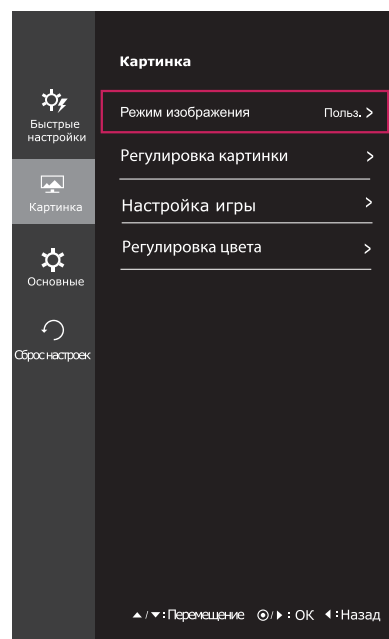 Картинка
Быстрые
настройки
Режим изображения Польз. >
Регулировка картинки >
Картинка
Настройка игры >
Регулировка цвета >
Основные
Сброс настроек
▲/▼:Перемещение ⦿/▶:OK ◀:Назад